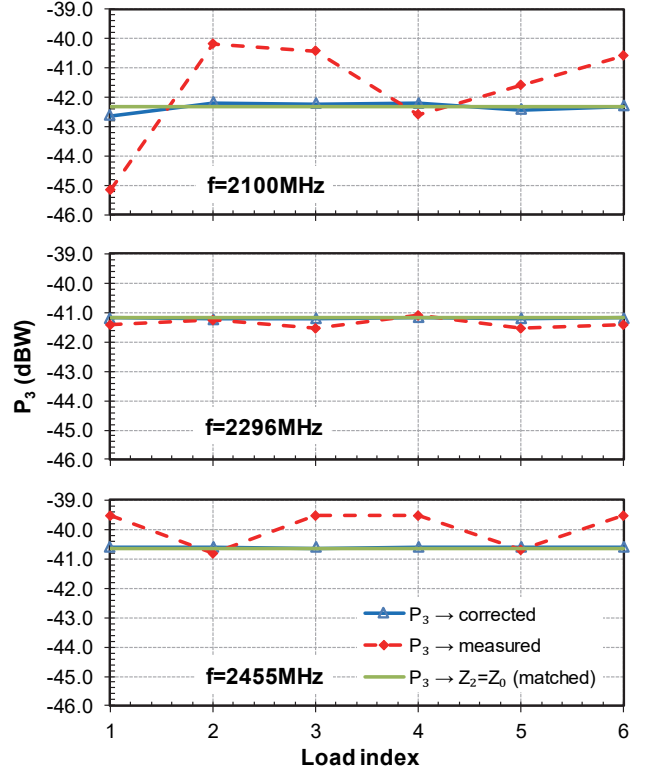 -39.0
-40.0
-41.0
-42.0
-43.0
-44.0
-45.0
-46.0
f=2100MHz
-39.0
-40.0
-41.0
-42.0
-43.0
-44.0
-45.0
-46.0
f=2296MHz
P₃ (dBW)
-39.0
-40.0
-41.0
-42.0
-43.0
-44.0
-45.0
-46.0
P₃ → corrected
P₃ → measured
P₃ → Z₂=Z₀ (matched)
f=2455MHz
1 2 3 4 5 6
Load index